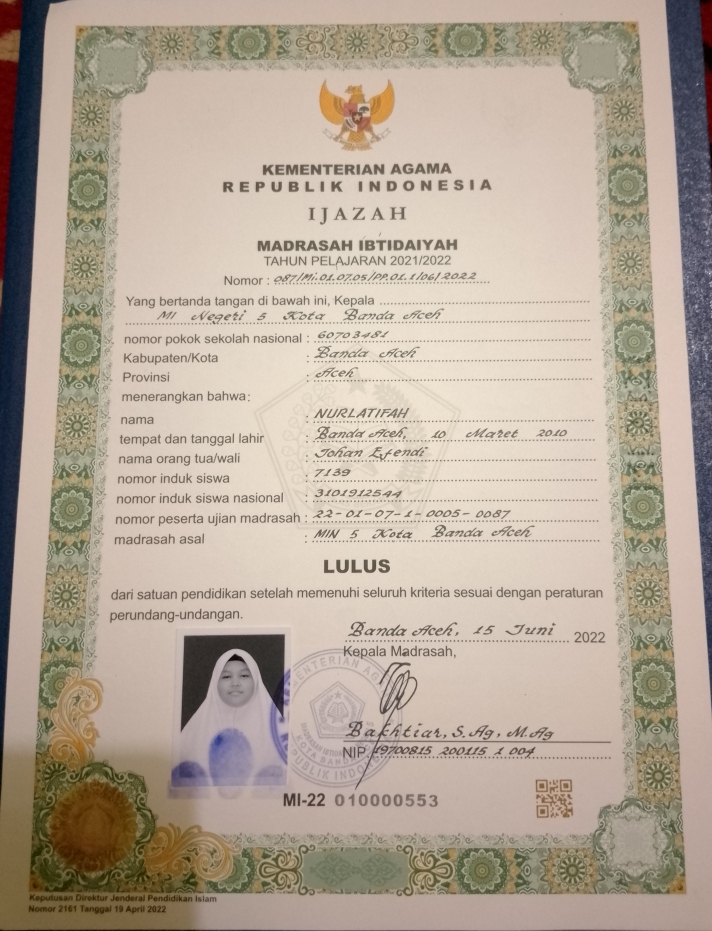 KEMENTERIAN AGAMA
REPUBLIK INDONESIA
IJAZAH
MADRASAH IBTIDAIYAH
TAHUN PELAJARAN 2021/2022
Nomor : 087/Mi.01.07.05/PP.01.1/06/2022
Yang bertanda tangan di bawah ini, Kepala
MI Negeri 5 Kota Banda Aceh
nomor pokok sekolah nasional : 60703481
Kabupaten/Kota : Banda Aceh
Provinsi : Aceh
menerangkan bahwa:
nama : NURLATIFAH
tempat dan tanggal lahir : Banda Aceh, 10 Maret 2010
nama orang tua/wali : Johan Efendi
nomor induk siswa : 7139
nomor induk siswa nasional : 3101912544
nomor peserta ujian madrasah : 22-01-07-1-0005-0087
madrasah asal : MIN 5 Kota Banda Aceh
LULUS
dari satuan pendidikan setelah memenuhi seluruh kriteria sesuai dengan peraturan
perundang-undangan.
Banda Aceh, 15 Juni 2022
Kepala Madrasah,
Bakhtiar, S.Ag, M.Ag
NIP 19700815 200115 1 004
MI-22 010000553
Keputusan Direktur Jenderal Pendidikan Islam
Nomor 2161 Tanggal 19 April 2022